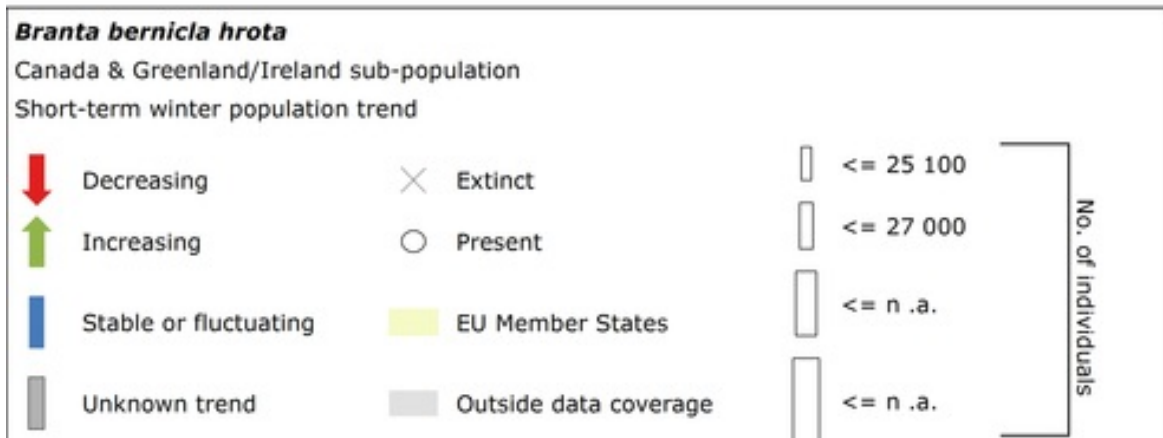 Branta bernicla hrota
Canada & Greenland/Ireland sub-population
Short-term winter population trend
Decreasing
Increasing
Stable or fluctuating
Unknown trend
Extinct
Present
EU Member States
Outside data coverage
<= 25 100
<= 27 000
<= n .a.
<= n .a.
No. of individuals